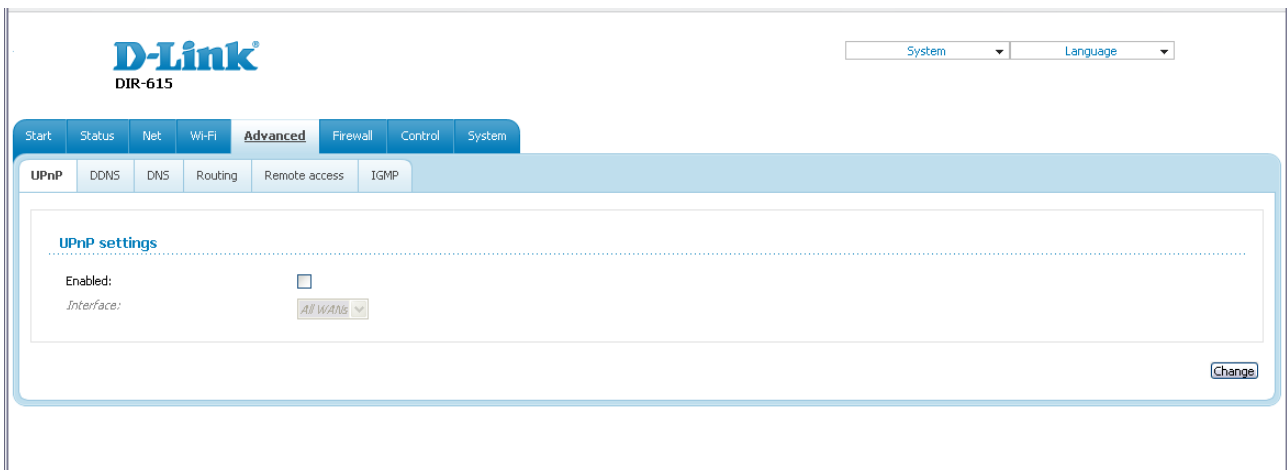 D-Link
DIR-615
System Language
Start Status Net Wi-Fi Advanced Firewall Control System
UPnP DDNS DNS Routing Remote access IGMP
UPnP settings
Enabled:
Interface: All WANs
Change